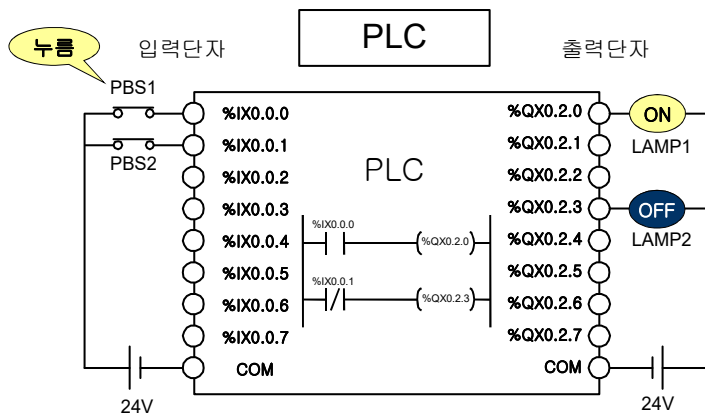 PLC
누름
입력단자
출력단자
PBS1
PBS2
%IX0.0.0
%IX0.0.1
%IX0.0.2
%IX0.0.3
%IX0.0.4
%IX0.0.5
%IX0.0.6
%IX0.0.7
COM
24V
PLC
%IX0.0.0
%QX0.2.0
%IX0.0.1
%QX0.2.3
%QX0.2.0
%QX0.2.1
%QX0.2.2
%QX0.2.3
%QX0.2.4
%QX0.2.5
%QX0.2.6
%QX0.2.7
COM
ON
LAMP1
OFF
LAMP2
24V